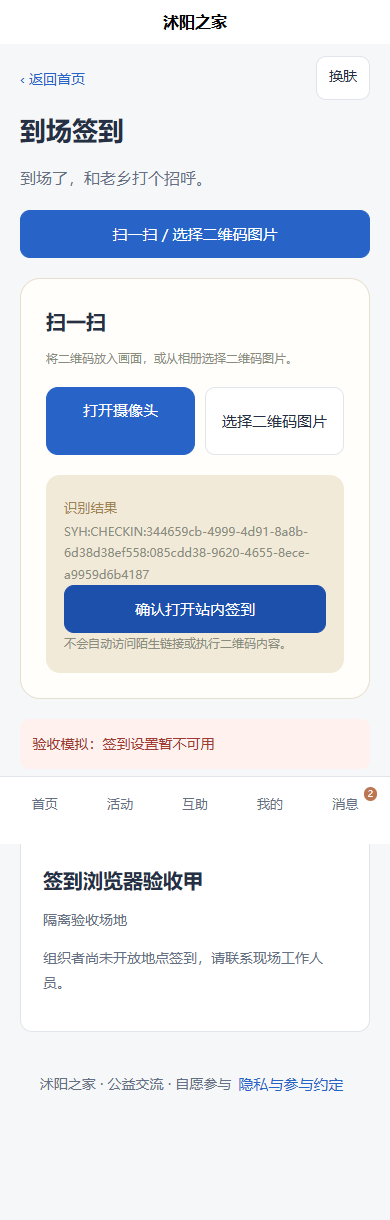 沭阳之家
‹ 返回首页
换肤
到场签到
到场了，和老乡打个招呼。
扫一扫 / 选择二维码图片
扫一扫
将二维码放入画面，或从相册选择二维码图片。
打开摄像头
选择二维码图片
识别结果
SYH:CHECKIN:344659cb-4999-4d91-8a8b-
6d38d38ef558:085cdd38-9620-4655-8ece-
a9959d6b4187
确认打开站内签到
不会自动访问陌生链接或执行二维码内容。
验收模拟：签到设置暂不可用
首页
活动
互助
我的
消息
2
签到浏览器验收甲
隔离验收场地
组织者尚未开放地点签到，请联系现场工作人
员。
沭阳之家 · 公益交流 · 自愿参与 隐私与参与约定